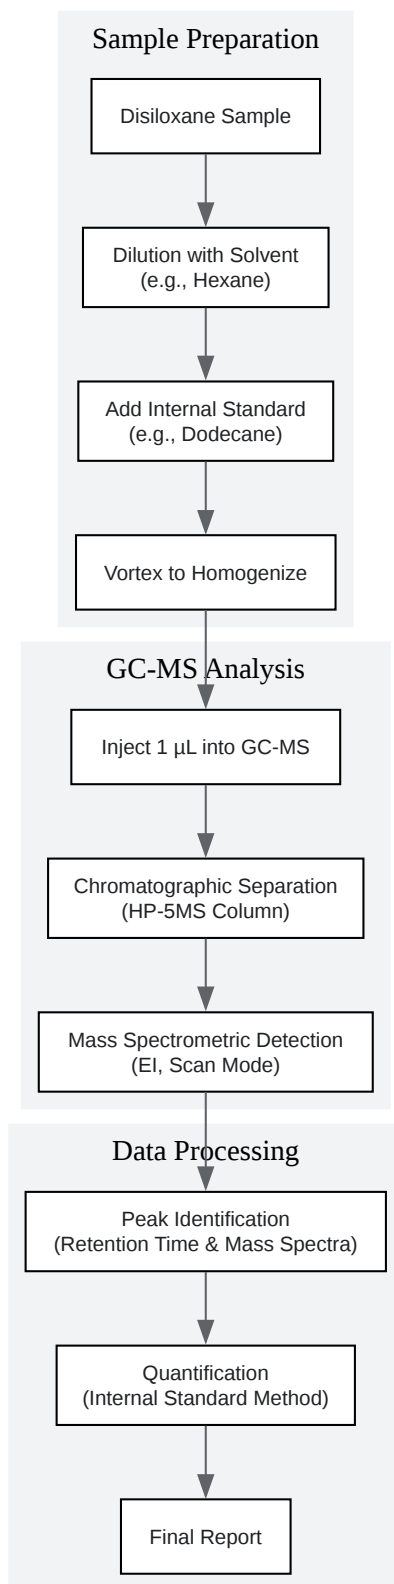 Sample Preparation
Disiloxane Sample
Dilution with Solvent
(e.g., Hexane)
Add Internal Standard
(e.g., Dodecane)
Vortex to Homogenize
GC-MS Analysis
Inject 1 µL into GC-MS
Chromatographic Separation
(HP-5MS Column)
Mass Spectrometric Detection
(EI, Scan Mode)
Data Processing
Peak Identification
(Retention Time & Mass Spectra)
Quantification
(Internal Standard Method)
Final Report